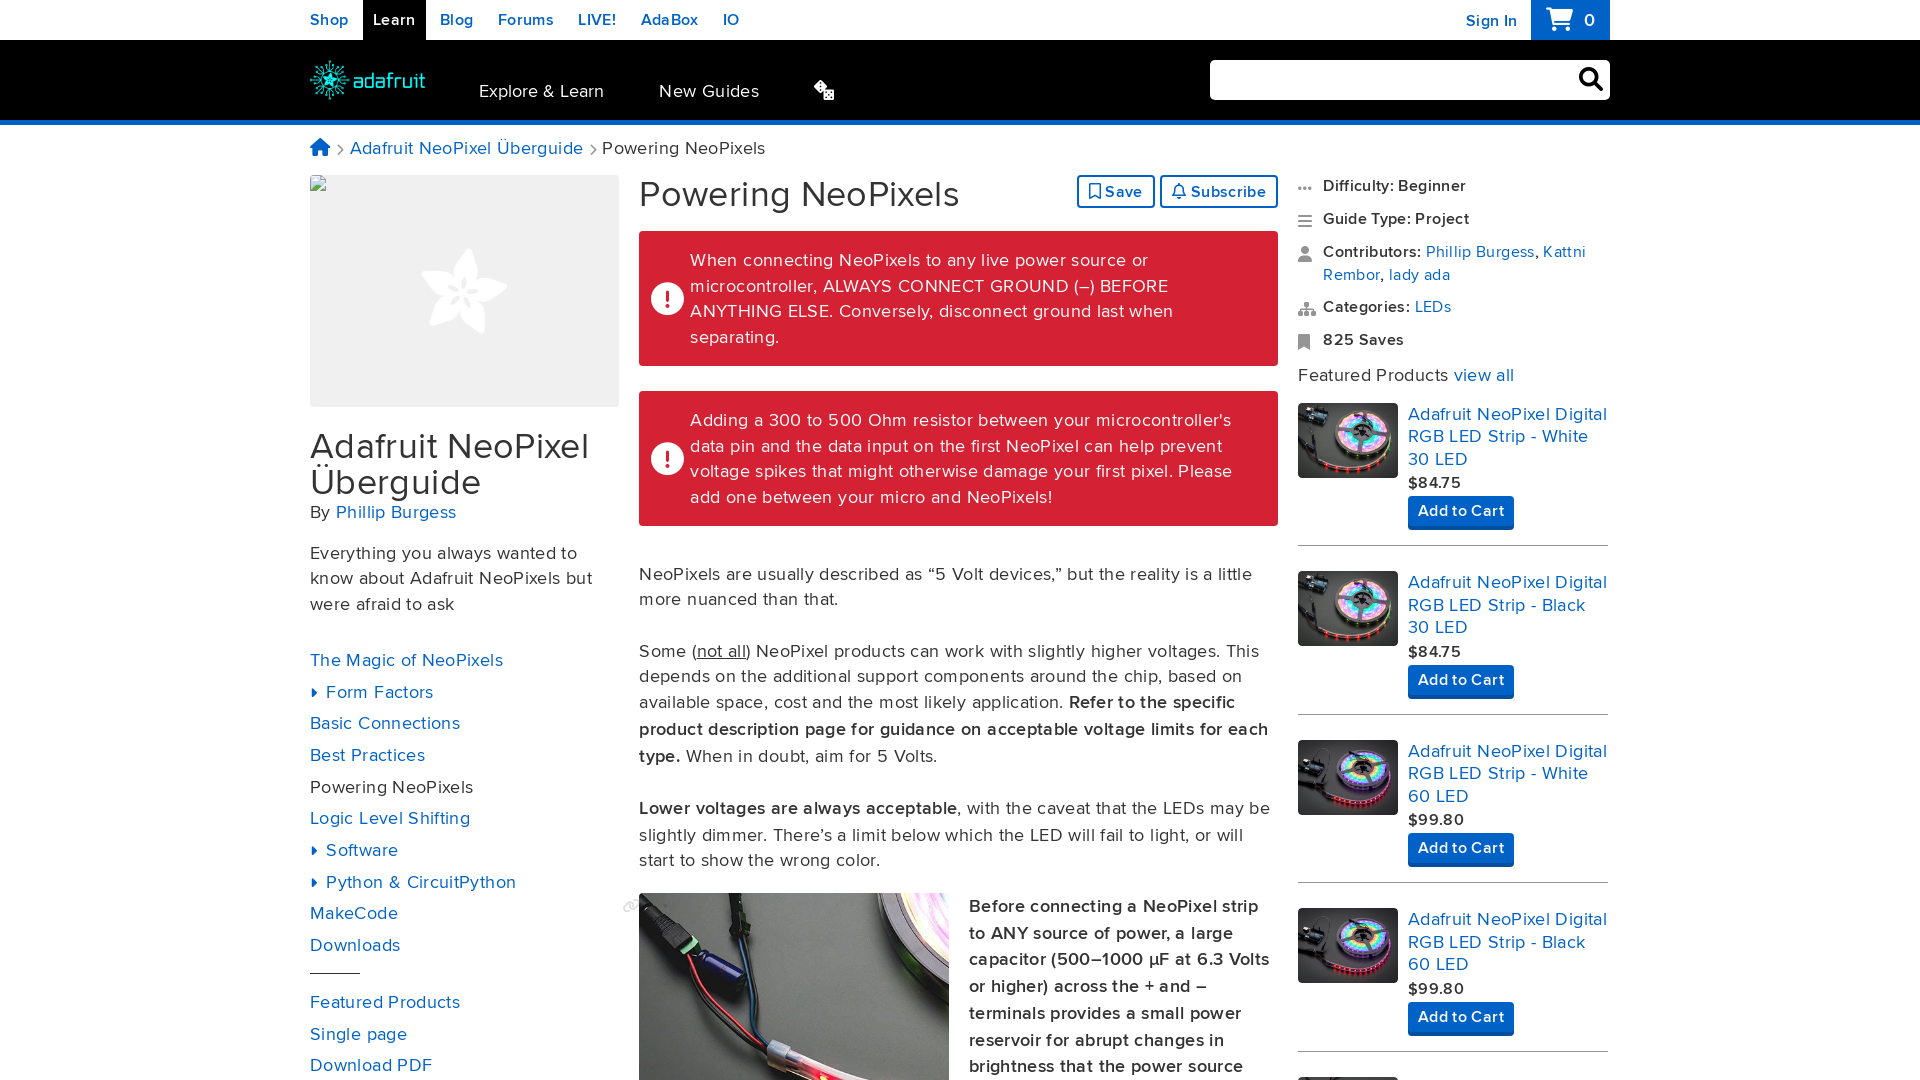 Shop Learn Blog Forums LIVE! AdaBox IO Sign In 0
adafruit Explore & Learn New Guides
Adafruit NeoPixel Überguide Powering NeoPixels
Adafruit NeoPixel
Überguide
By Phillip Burgess
Everything you always wanted to
know about Adafruit NeoPixels but
were afraid to ask
The Magic of NeoPixels
Form Factors
Basic Connections
Best Practices
Powering NeoPixels
Logic Level Shifting
Software
Python & CircuitPython
MakeCode
Downloads
Featured Products
Single page
Download PDF
Powering NeoPixels
Save
Subscribe
When connecting NeoPixels to any live power source or
microcontroller, ALWAYS CONNECT GROUND (–) BEFORE
ANYTHING ELSE. Conversely, disconnect ground last when
separating.
Adding a 300 to 500 Ohm resistor between your microcontroller's
data pin and the data input on the first NeoPixel can help prevent
voltage spikes that might otherwise damage your first pixel. Please
add one between your micro and NeoPixels!
NeoPixels are usually described as “5 Volt devices,” but the reality is a little
more nuanced than that.
Some (not all) NeoPixel products can work with slightly higher voltages. This
depends on the additional support components around the chip, based on
available space, cost and the most likely application. Refer to the specific
product description page for guidance on acceptable voltage limits for each
type. When in doubt, aim for 5 Volts.
Lower voltages are always acceptable, with the caveat that the LEDs may be
slightly dimmer. There’s a limit below which the LED will fail to light, or will
start to show the wrong color.
Before connecting a NeoPixel strip
to ANY source of power, a large
capacitor (500–1000 µF at 6.3 Volts
or higher) across the + and –
terminals provides a small power
reservoir for abrupt changes in
brightness that the power source
Difficulty: Beginner
Guide Type: Project
Contributors: Phillip Burgess, Kattni
Rembor, lady ada
Categories: LEDs
825 Saves
Featured Products view all
Adafruit NeoPixel Digital
RGB LED Strip - White
30 LED
$84.75
Add to Cart
Adafruit NeoPixel Digital
RGB LED Strip - Black
30 LED
$84.75
Add to Cart
Adafruit NeoPixel Digital
RGB LED Strip - White
60 LED
$99.80
Add to Cart
Adafruit NeoPixel Digital
RGB LED Strip - Black
60 LED
$99.80
Add to Cart